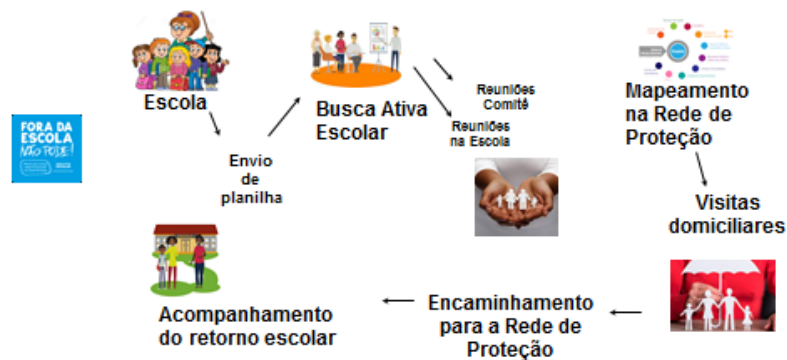 Escola
FORA DA
ESCOLA
NÃO PODE!
Envio
de
planilha
Busca Ativa
Escolar
Reuniões
Comitê
Reuniões
na Escola
Mapeamento
na Rede de
Proteção
Visitas
domiciliares
Encaminhamento
para a Rede de
Proteção
Acompanhamento
do retorno escolar